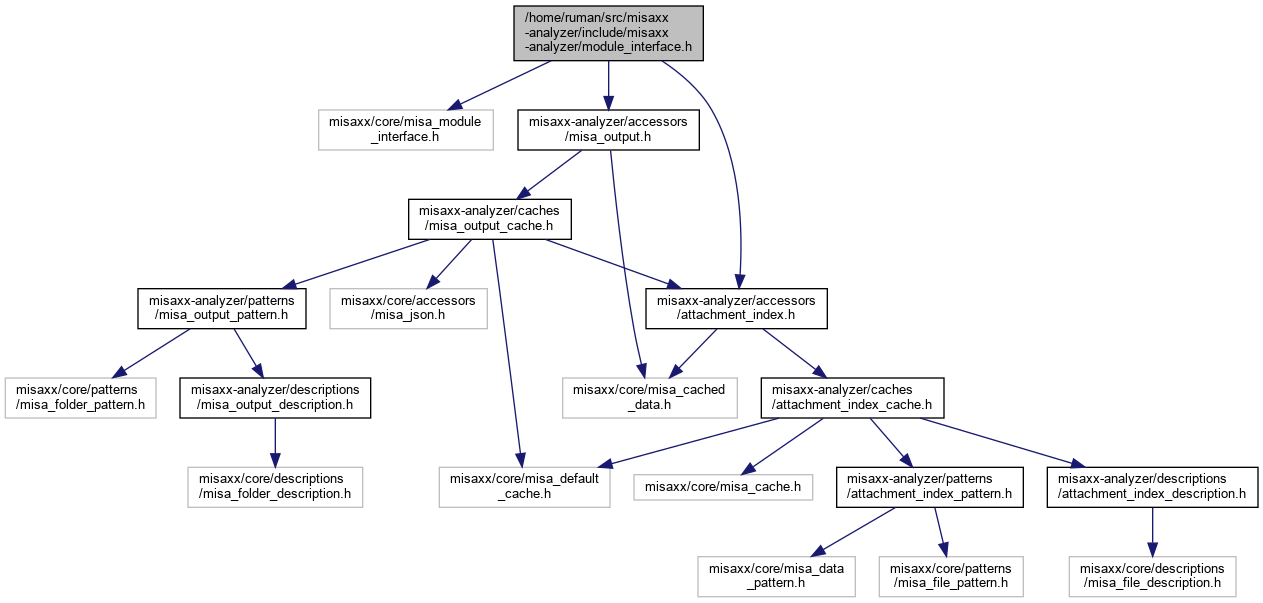 /home/ruman/src/misaxx
-analyzer/include/misaxx
-analyzer/module_interface.h
misaxx/core/misa_module
_interface.h
misaxx-analyzer/accessors
/misa_output.h
misaxx-analyzer/caches
/misa_output_cache.h
misaxx-analyzer/patterns
/misa_output_pattern.h
misaxx/core/accessors
/misa_json.h
misaxx-analyzer/accessors
/attachment_index.h
misaxx/core/patterns
/misa_folder_pattern.h
misaxx-analyzer/descriptions
/misa_output_description.h
misaxx/core/misa_cached
_data.h
misaxx-analyzer/caches
/attachment_index_cache.h
misaxx/core/descriptions
/misa_folder_description.h
misaxx/core/misa_default
_cache.h
misaxx/core/misa_cache.h
misaxx-analyzer/patterns
/attachment_index_pattern.h
misaxx-analyzer/descriptions
/attachment_index_description.h
misaxx/core/misa_data
_pattern.h
misaxx/core/patterns
/misa_file_pattern.h
misaxx/core/descriptions
/misa_file_description.h